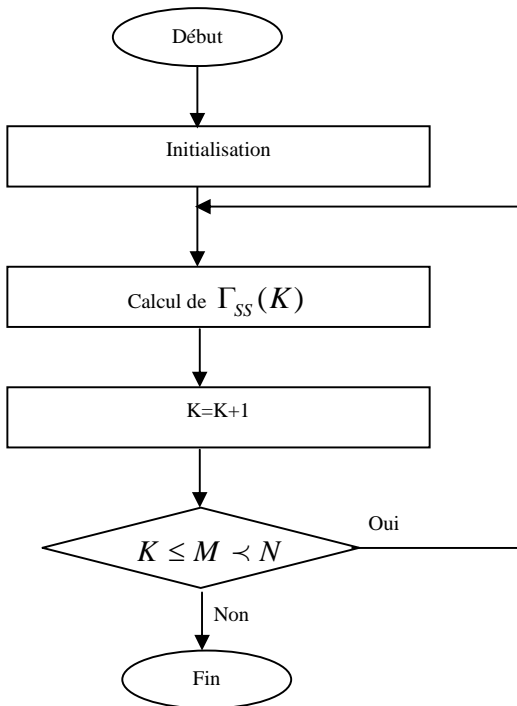 Début
Initialisation
Calcul de Γ_SS(K)
K=K+1
K ≤ M ≺ N
Oui
Non
Fin